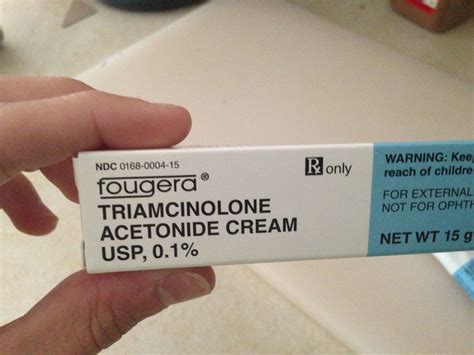 NDC 0168-0004-15
fougera®
Rx only
TRIAMCINOLONE
ACETONIDE CREAM
USP, 0.1%
WARNING: Keep
reach of childre
FOR EXTERNAL
NOT FOR OPHTH
NET WT 15 g